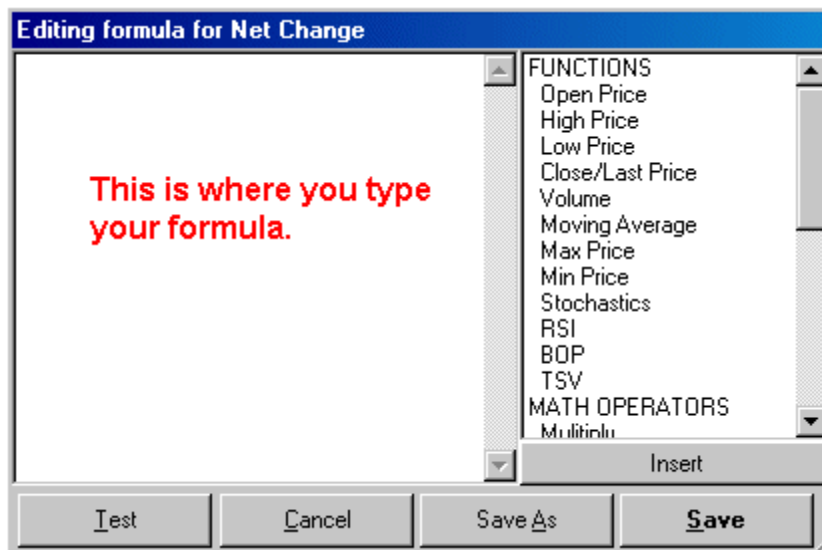 Editing formula for Net Change
This is where you type
your formula.
FUNCTIONS
Open Price
High Price
Low Price
Close/Last Price
Volume
Moving Average
Max Price
Min Price
Stochastics
RSI
BOP
TSV
MATH OPERATORS
Mulitiply
Insert
Test
Cancel
Save As
Save